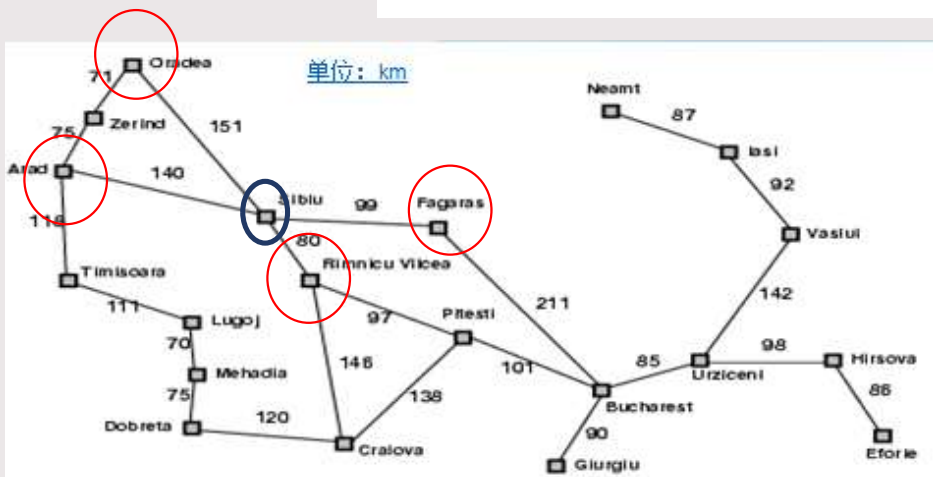 Oradea
单位：km
71
Neamt
87
Zerind
151
75
Iasi
Arad
140
92
Sibiu
99
Fagaras
118
80
Vaslui
Rimnicu Vilcea
Timisoara
142
111
211
Lugoj
97
Pitesti
70
98
Hirsova
146
85
Mehadia
101
Urziceni
75
138
86
Bucharest
120
Dobreta
90
Craiova
Eforie
Giurgiu